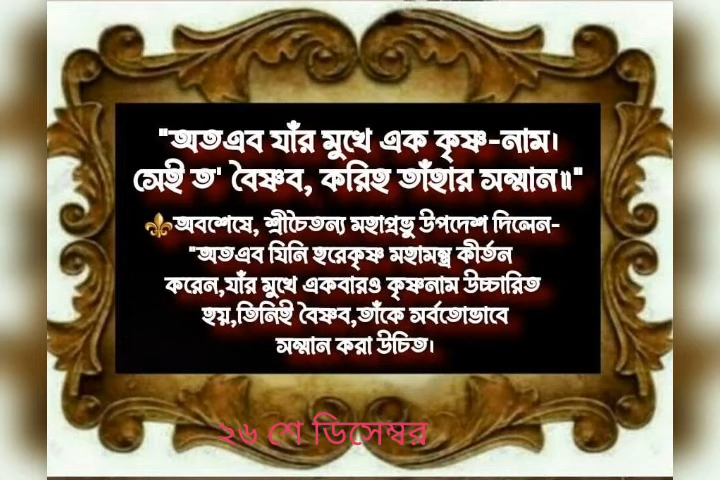 "অতএব যাঁর মুখে এক কৃষ্ণ-নাম।
সেই ত' বৈষ্ণব, করিহ তাঁহার সম্মান॥"
⚜অবশেষে, শ্রীচৈতন্য মহাপ্রভু উপদেশ দিলেন-
"অতএব যিনি হরেকৃষ্ণ মহামন্ত্র কীর্তন
করেন,যাঁর মুখে একবারও কৃষ্ণনাম উচ্চারিত
হয়,তিনিই বৈষ্ণব,তাঁকে সর্বতোভাবে
সম্মান করা উচিত।
২৬ শে ডিসেম্বর